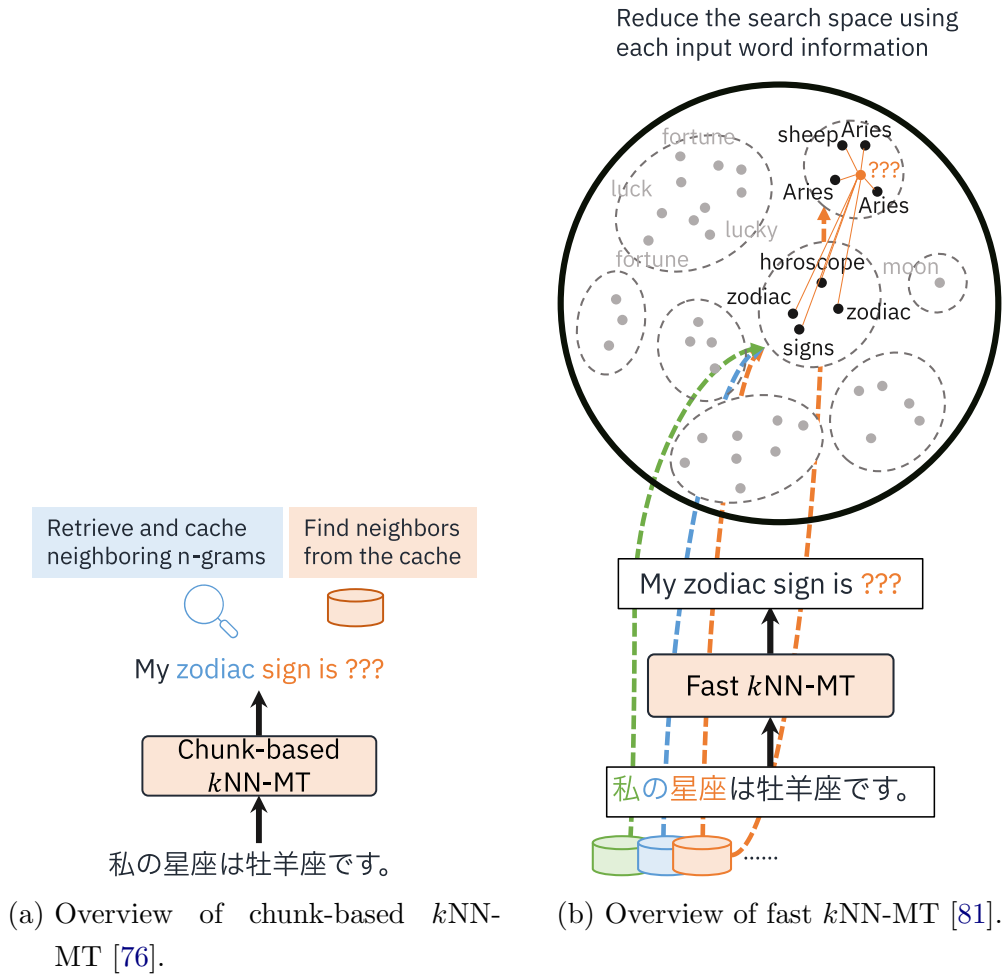 Reduce the search space using
each input word information
fortune
sheep
Aries
???
luck
Aries
Aries
lucky
fortune
horoscope
moon
zodiac
zodiac
signs
Retrieve and cache
neighboring n-grams
Find neighbors
from the cache
My zodiac sign is ???
Chunk-based
kNN-MT
私の星座は牡羊座です。
(a) Overview of chunk-based kNN-
MT [76].
My zodiac sign is ???
Fast kNN-MT
私の星座は牡羊座です。
......
(b) Overview of fast kNN-MT [81].